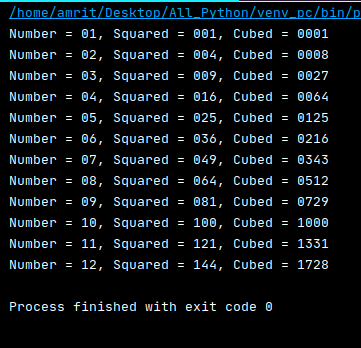 /home/amrit/Desktop/All_Python/venv_pc/bin/p
Number = 01, Squared = 001, Cubed = 0001
Number = 02, Squared = 004, Cubed = 0008
Number = 03, Squared = 009, Cubed = 0027
Number = 04, Squared = 016, Cubed = 0064
Number = 05, Squared = 025, Cubed = 0125
Number = 06, Squared = 036, Cubed = 0216
Number = 07, Squared = 049, Cubed = 0343
Number = 08, Squared = 064, Cubed = 0512
Number = 09, Squared = 081, Cubed = 0729
Number = 10, Squared = 100, Cubed = 1000
Number = 11, Squared = 121, Cubed = 1331
Number = 12, Squared = 144, Cubed = 1728
Process finished with exit code 0